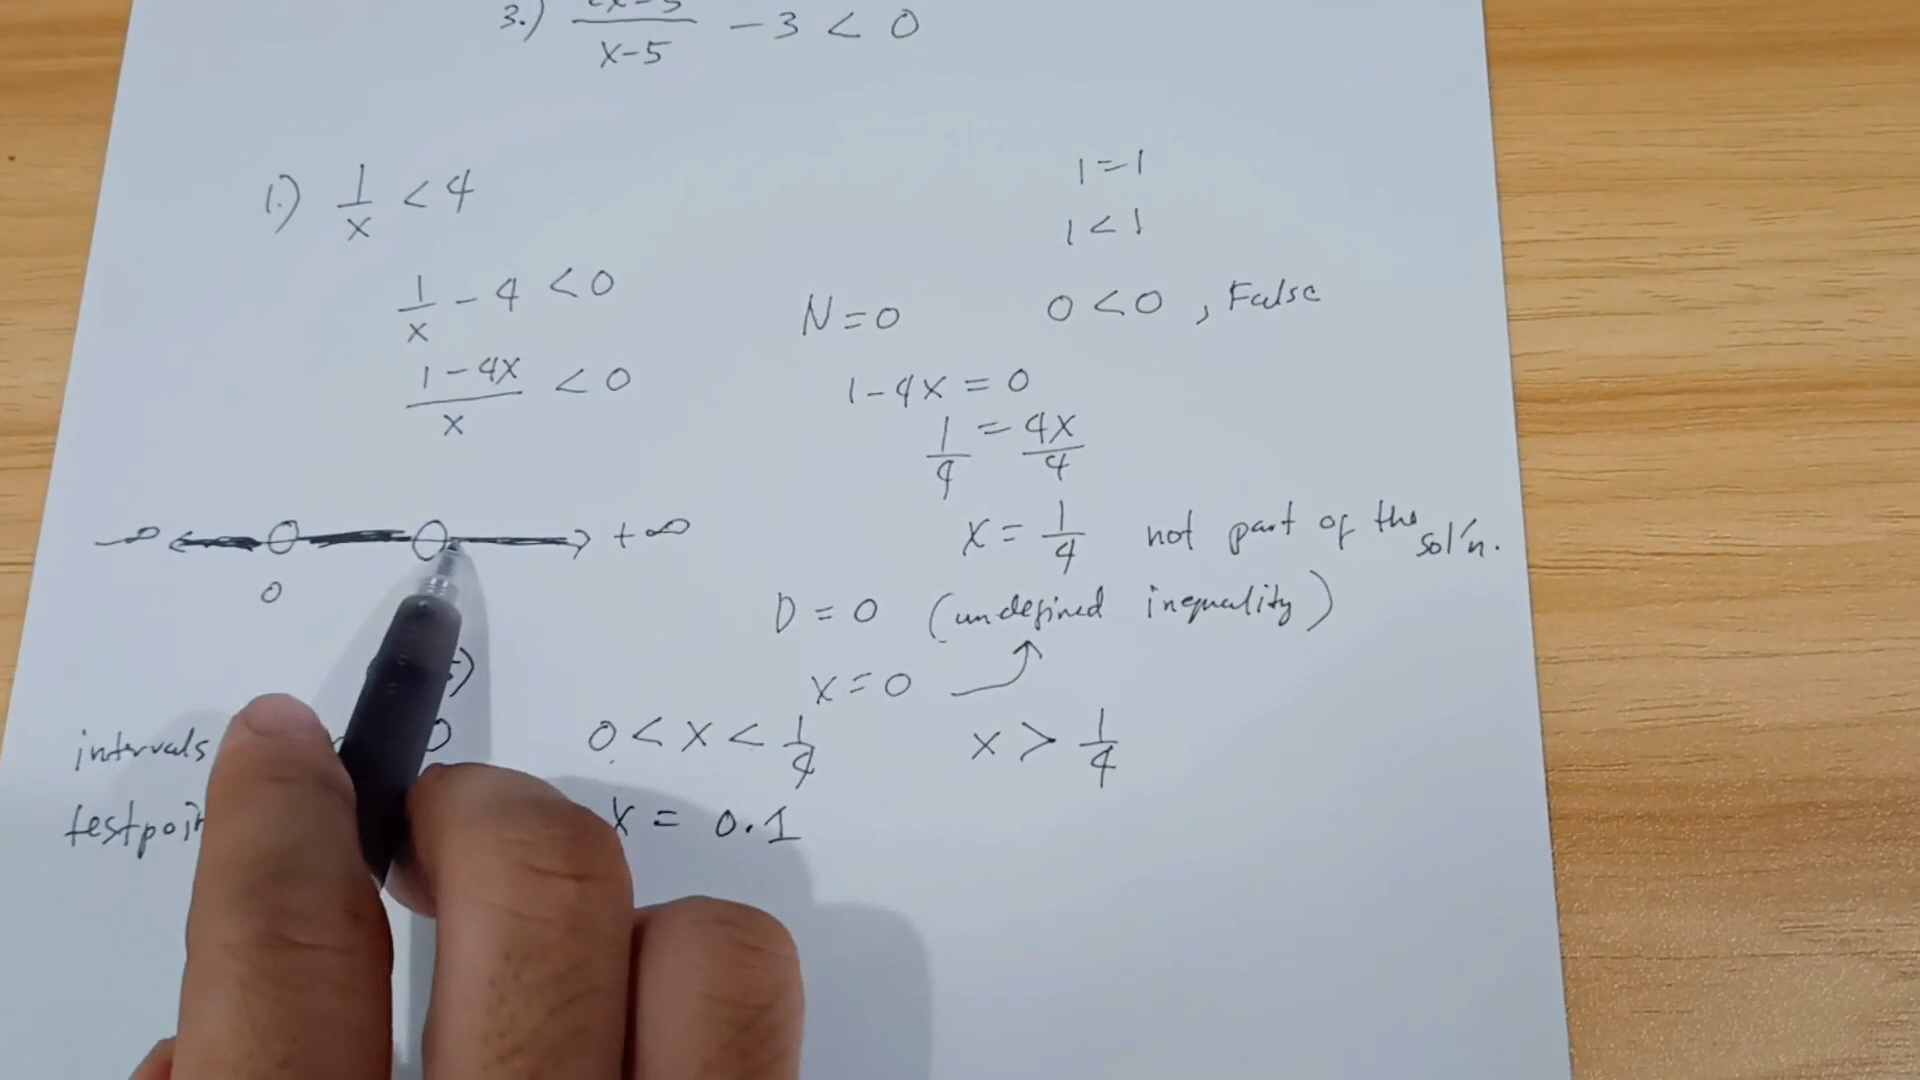 3.) x-5 - 3 < 0
1.) 1/x < 4
1/x - 4 < 0
(1-4x)/x < 0
1=1
1<1
0<0, False
N=0
1-4x=0
1/4 = 4x/4
x = 1/4 not part of the sol'n.
D = 0 (undefined inequality)
x=0
-∞ +∞
0
intervals 0<x<1/4 x>1/4
x = 0.1